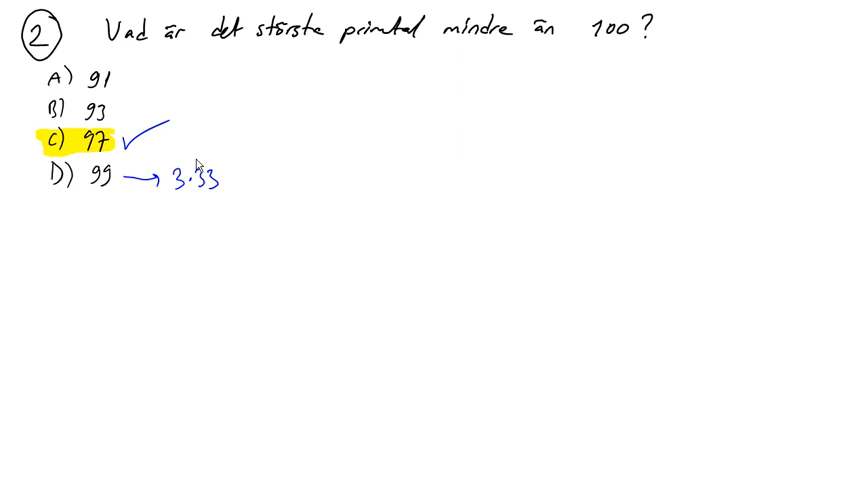 2 Vad är det största primtal mindre än 100?
A) 91
B) 93
C) 97 ✓
D) 99 → 3·33